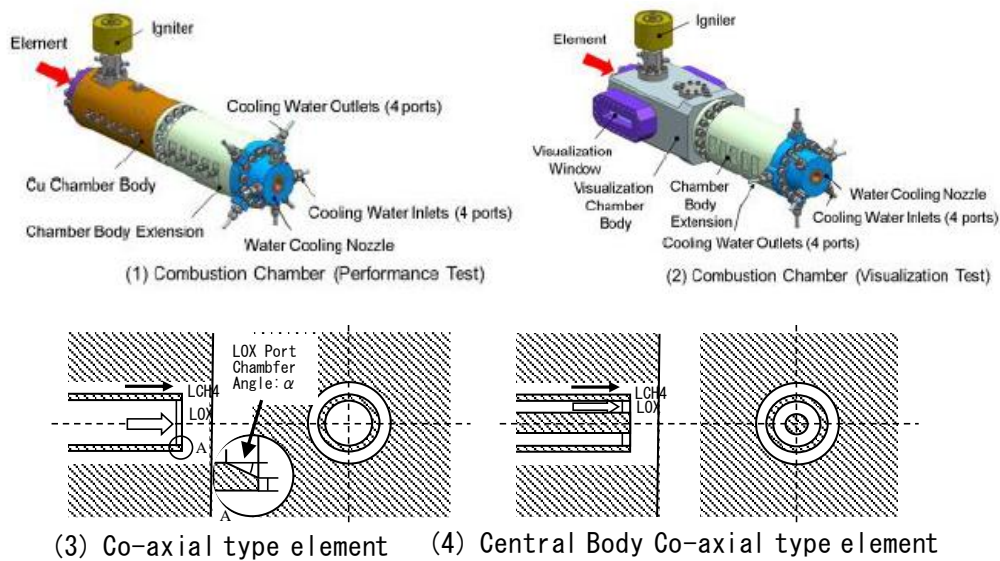 Igniter
Element
Cooling Water Outlets (4 ports)
Cu Chamber Body
Cooling Water Inlets (4 ports)
Chamber Body Extension
Water Cooling Nozzle
(1) Combustion Chamber (Performance Test)
Igniter
Element
Visualization
Window
Visualization
Chamber
Body
Chamber
Body
Extension
Water Cooling Nozzle
Cooling Water Inlets (4 ports)
Cooling Water Outlets (4 ports)
(2) Combustion Chamber (Visualization Test)
LOX Port
Chambfer
Angle: α
LCH4
LOX
A
A
(3) Co-axial type element
LCH4
LOX
(4) Central Body Co-axial type element